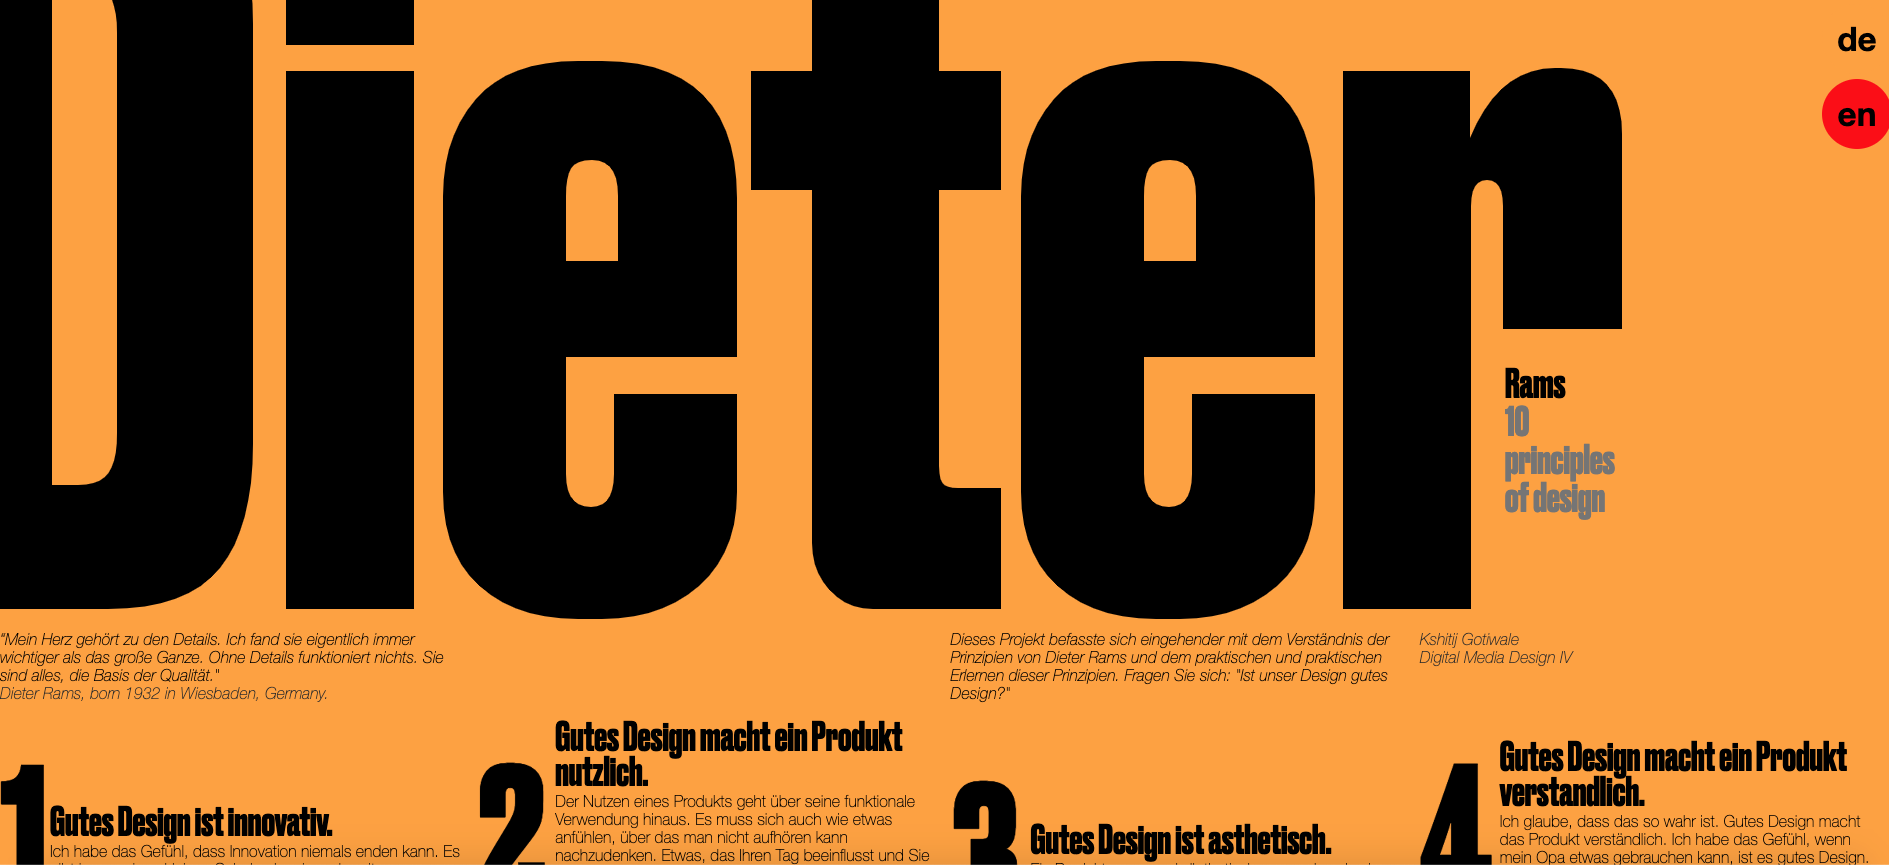 Dieter
de
en
Rams
10
principles
of design
"Mein Herz gehört zu den Details. Ich fand sie eigentlich immer
wichtiger als das große Ganze. Ohne Details funktioniert nichts. Sie
sind alles, die Basis der Qualität."
Dieter Rams, born 1932 in Wiesbaden, Germany.
Dieses Projekt befasste sich eingehender mit dem Verständnis der
Prinzipien von Dieter Rams und dem praktischen und praktischen
Erlernen dieser Prinzipien. Fragen Sie sich: "Ist unser Design gutes
Design?"
Kshitij Gotiwale
Digital Media Design IV
1
Gutes Design ist innovativ.
Ich habe das Gefühl, dass Innovation niemals enden kann. Es
2
Gutes Design macht ein Produkt
nutzlich.
Der Nutzen eines Produkts geht über seine funktionale
Verwendung hinaus. Es muss sich auch wie etwas
anfühlen, über das man nicht aufhören kann
nachzudenken. Etwas, das Ihren Tag beeinflusst und Sie
3
Gutes Design ist asthetisch.
4
Gutes Design macht ein Produkt
verstandlich.
Ich glaube, dass das so wahr ist. Gutes Design macht
das Produkt verständlich. Ich habe das Gefühl, wenn
mein Opa etwas gebrauchen kann, ist es gutes Design.